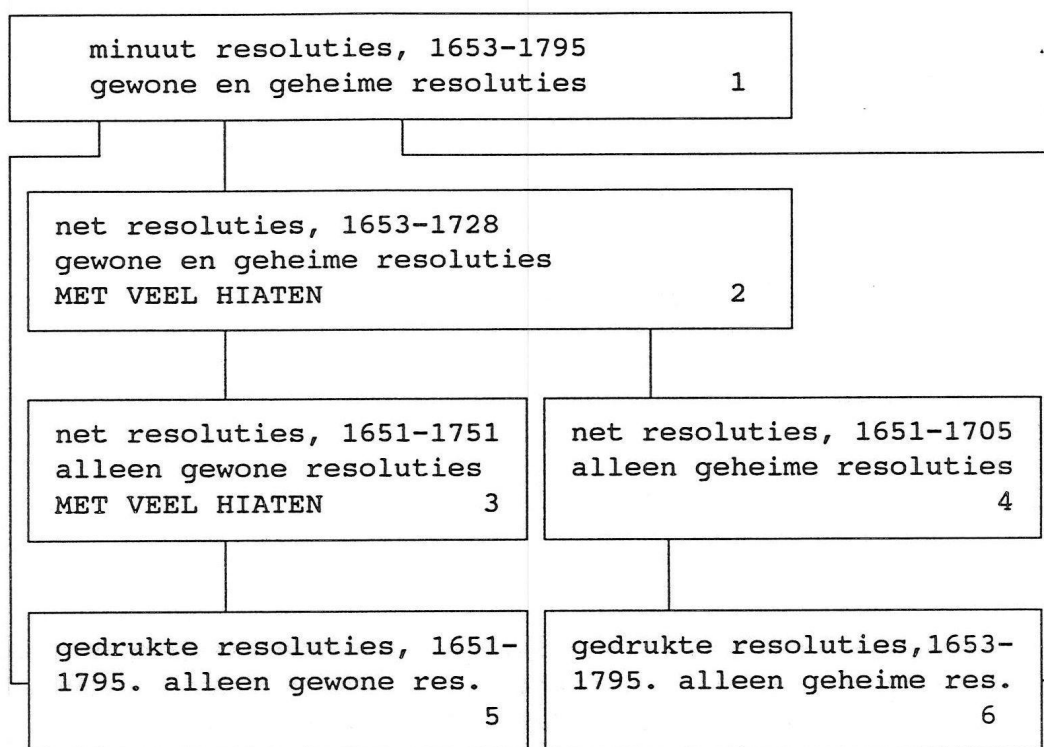 minuut resoluties, 1653-1795
gewone en geheime resoluties 1
net resoluties, 1653-1728
gewone en geheime resoluties
MET VEEL HIATEN 2
net resoluties, 1651-1751
alleen gewone resoluties
MET VEEL HIATEN 3
net resoluties, 1651-1705
alleen geheime resoluties
4
gedrukte resoluties, 1651-
1795. alleen gewone res.
5
gedrukte resoluties,1653-
1795. alleen geheime res.
6